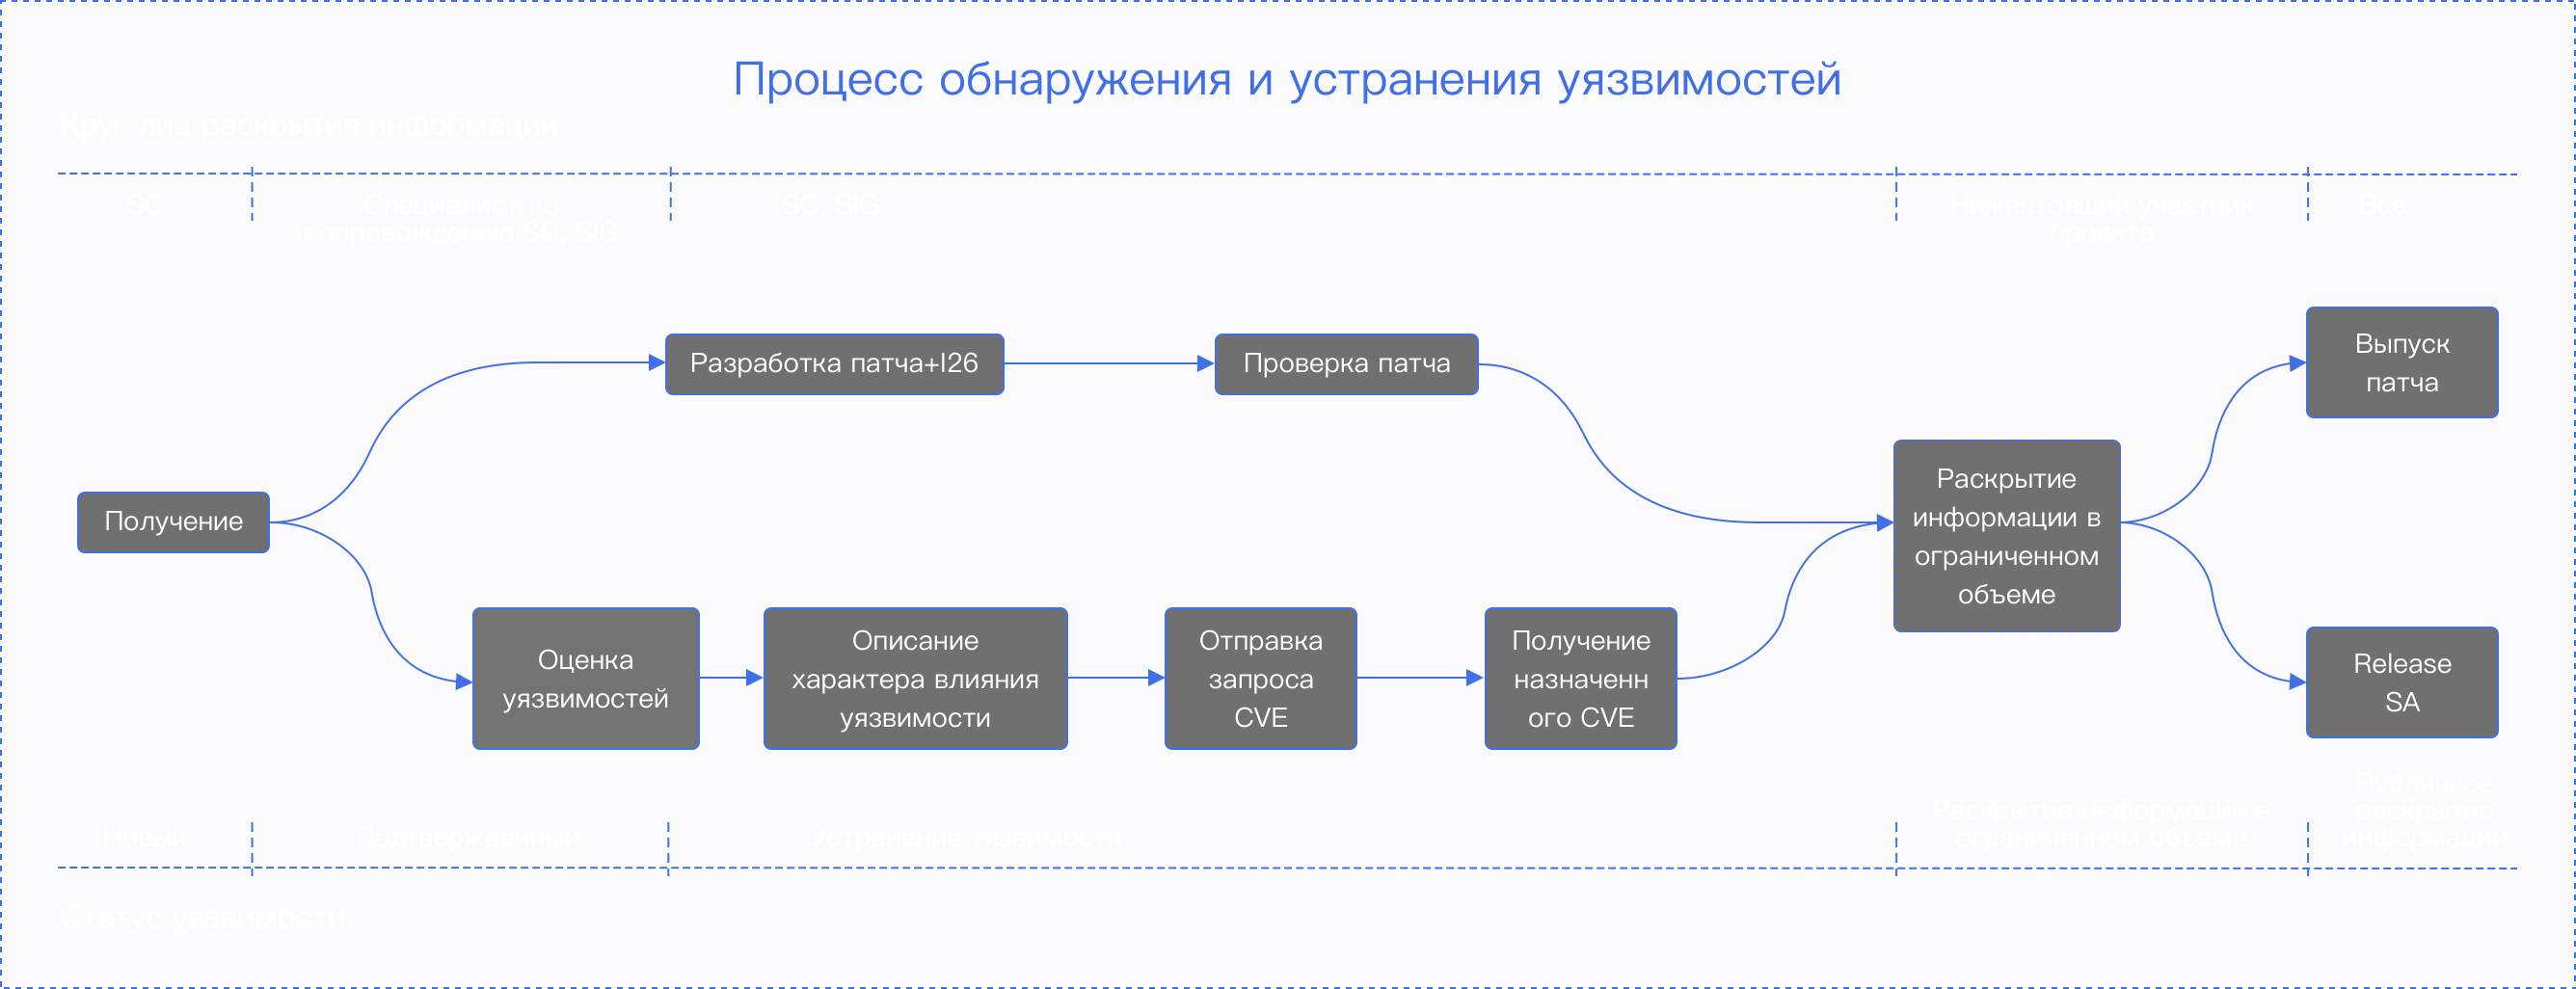 Процесс обнаружения и устранения уязвимостей
Круг лиц раскрытия информации
SC
Специалист по
сопровождению SC, SIG
SC, SIG
Нижестоящий участник
проекта
Все
Разработка патча+I26
Проверка патча
Выпуск
патча
Получение
Раскрытие
информации в
ограниченном
объеме
Оценка
уязвимостей
Описание
характера влияния
уязвимости
Отправка
запроса
CVE
Получение
назначенн
ого CVE
Release
SA
Новый
Подтвержденный
Устранение уязвимости
Раскрытие информации в
ограниченном объеме
Публичное
раскрытие
информации
Статус уязвимости